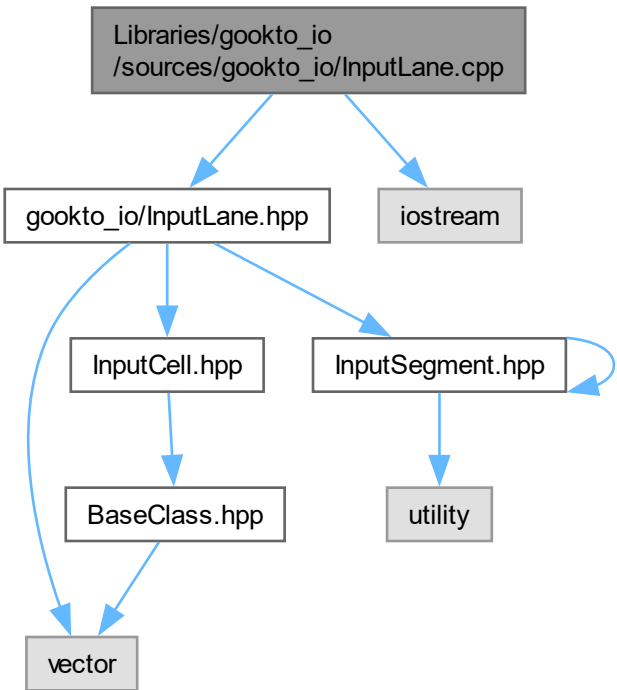 Libraries/gookto_io
/sources/gookto_io/InputLane.cpp
gookto_io/InputLane.hpp
iostream
InputCell.hpp
InputSegment.hpp
BaseClass.hpp
utility
vector